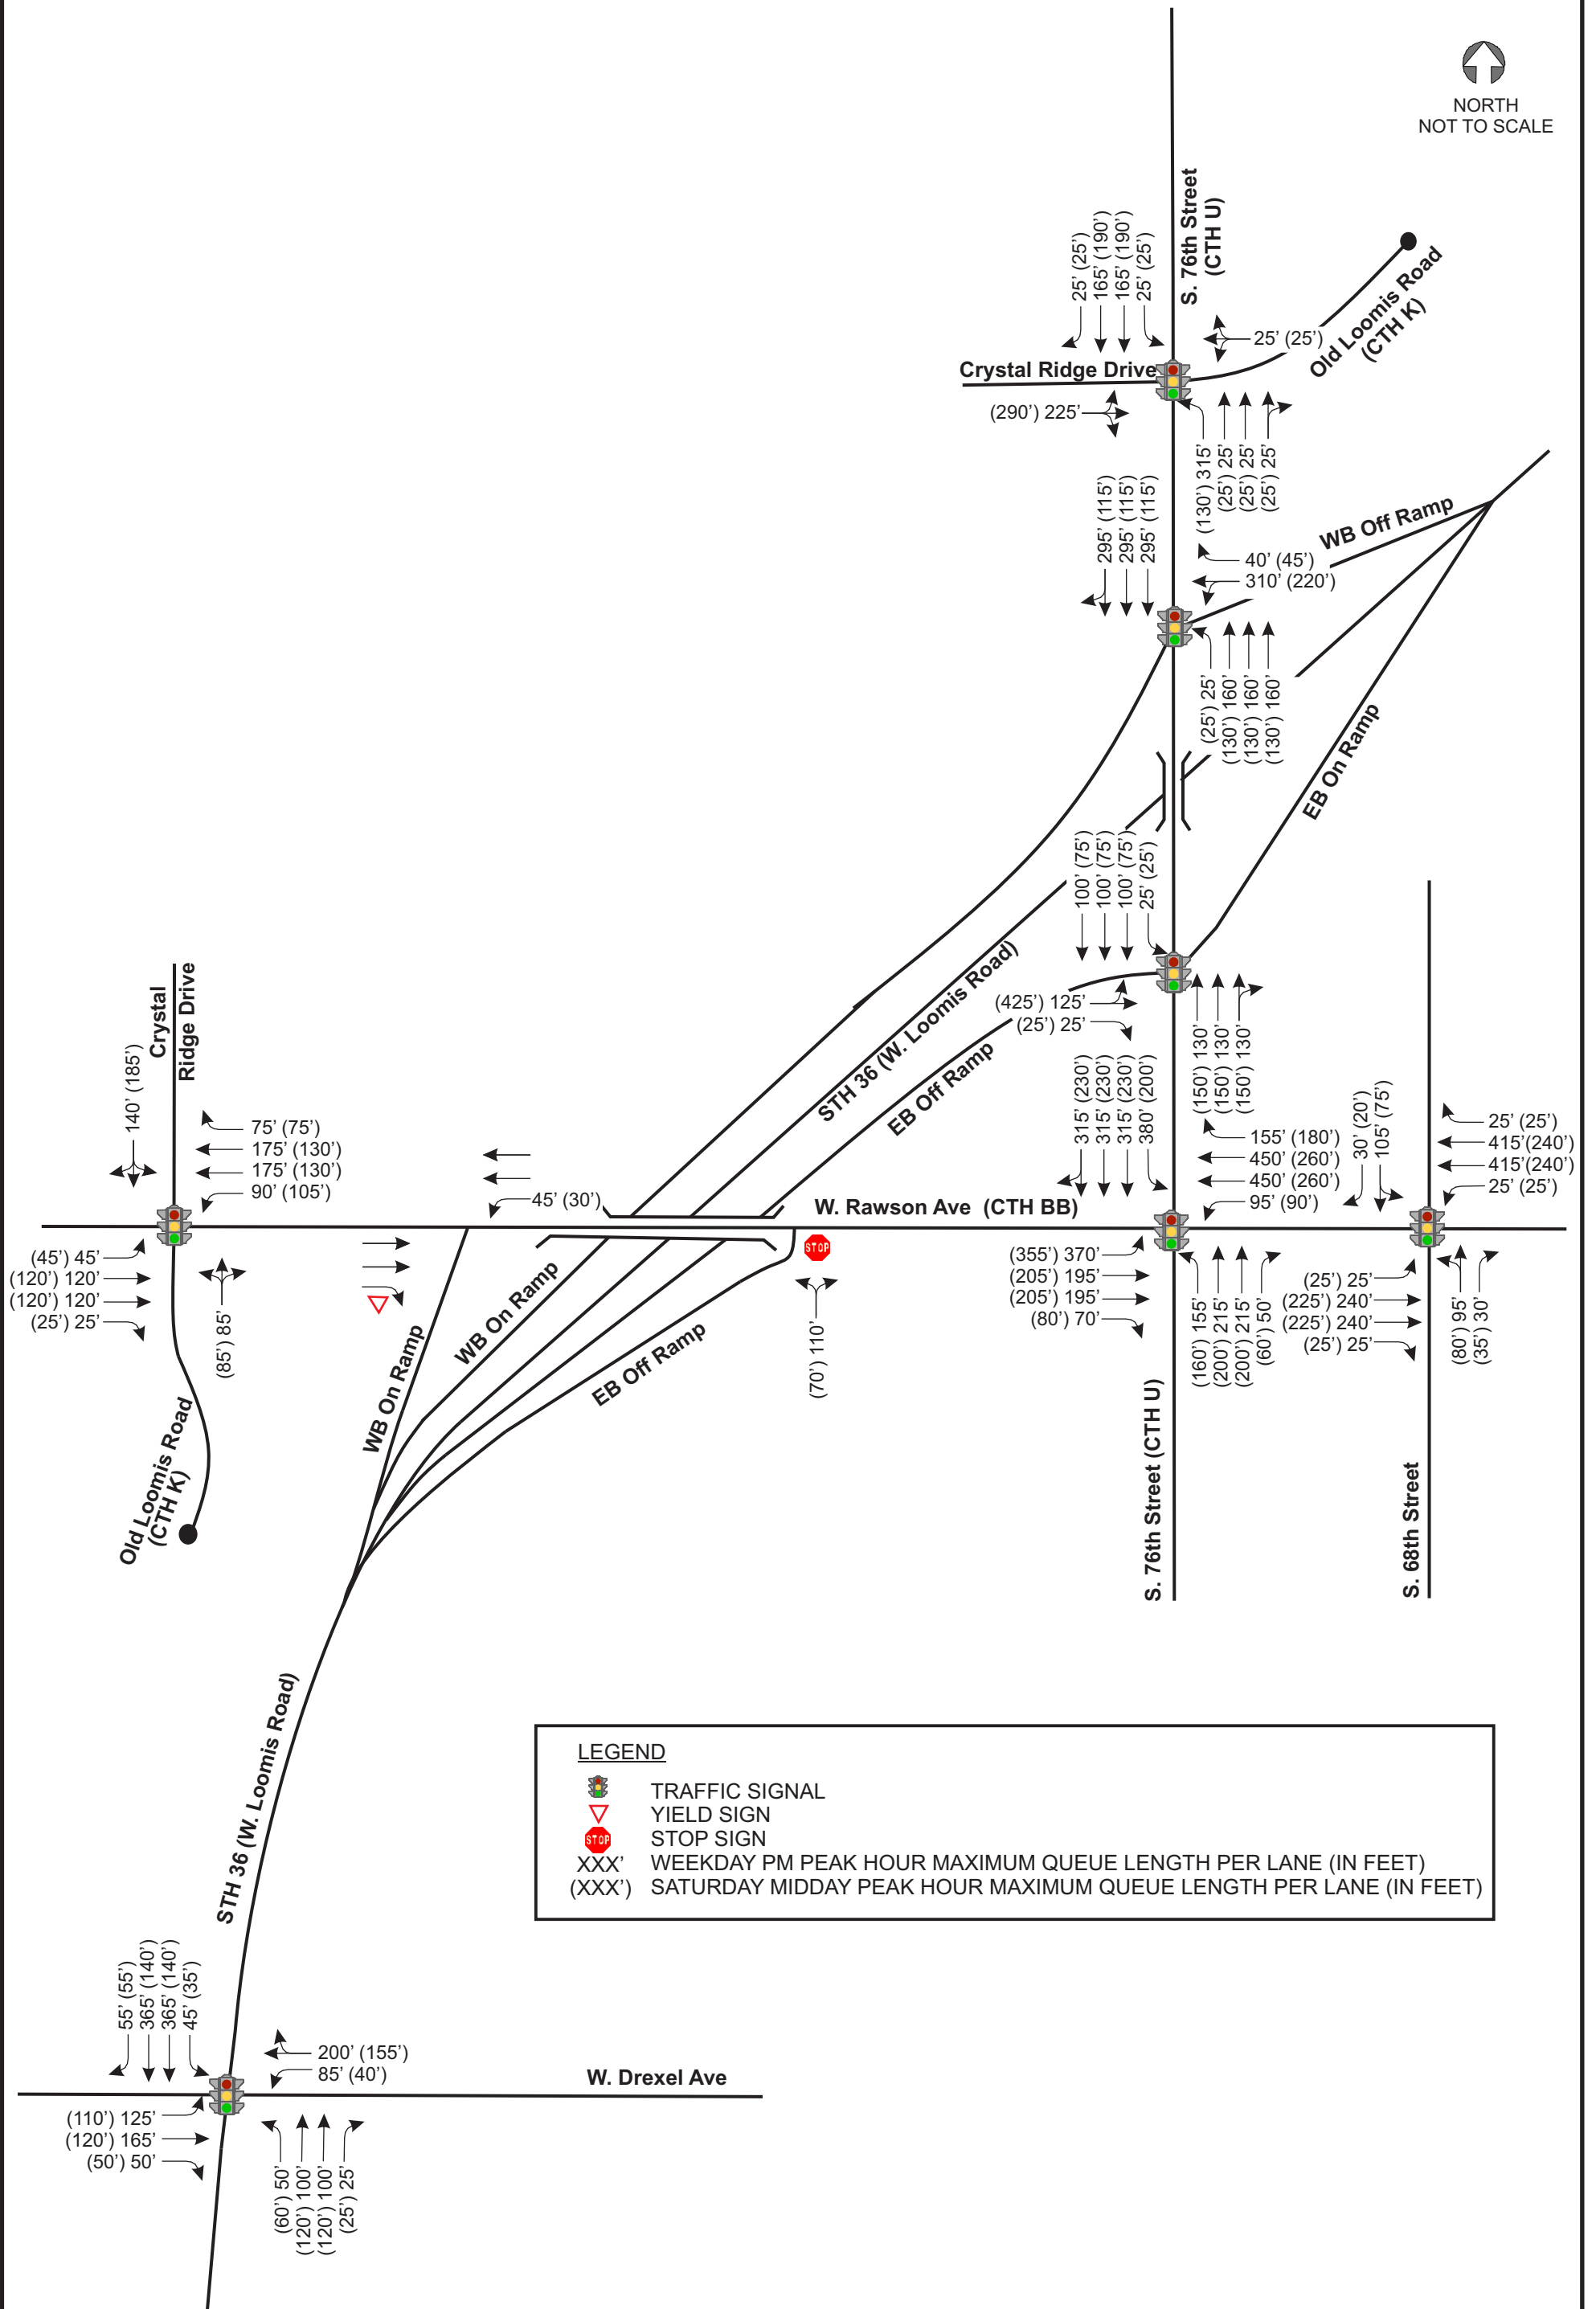 NORTH
NOT TO SCALE
S. 76th Street
(CTH U)
25' (25')
165' (190')
165' (190')
25' (25')
Old Loomis Road
(CTH K)
25' (25')
Crystal Ridge Drive
(290') 225'
(130') 315'
(25') 25'
(25') 25'
(25') 25'
295' (115')
295' (115')
295' (115')
WB Off Ramp
40' (45')
310' (220')
(25') 25'
(130') 160'
(130') 160'
(130') 160'
EB On Ramp
100' (75')
100' (75')
100' (75')
25' (25')
STH 36 (W. Loomis Road)
(425') 125'
(25') 25'
EB Off Ramp
(150') 130'
(150') 130'
(150') 130'
Crystal
Ridge Drive
140' (185')
75' (75')
175' (130')
175' (130')
90' (105')
45' (30')
W. Rawson Ave (CTH BB)
315' (230')
315' (230')
315' (230')
380' (200')
155' (180')
450' (260')
450' (260')
95' (90')
30' (20')
105' (75')
25' (25')
415'(240')
415'(240')
25' (25')
(45') 45'
(120') 120'
(120') 120'
(25') 25'
(85') 85'
STOP
(70') 110'
(355') 370'
(205') 195'
(205') 195'
(80') 70'
(160') 155'
(200') 215'
(200') 215'
(60') 50'
(25') 25'
(225') 240'
(225') 240'
(25') 25'
(80') 95'
(35') 30'
WB On Ramp
WB On Ramp
EB Off Ramp
Old Loomis Road
(CTH K)
S. 76th Street (CTH U)
S. 68th Street
STH 36 (W. Loomis Road)
LEGEND
TRAFFIC SIGNAL
YIELD SIGN
STOP STOP SIGN
XXX' WEEKDAY PM PEAK HOUR MAXIMUM QUEUE LENGTH PER LANE (IN FEET)
(XXX') SATURDAY MIDDAY PEAK HOUR MAXIMUM QUEUE LENGTH PER LANE (IN FEET)
55' (55')
365' (140')
365' (140')
45' (35')
200' (155')
85' (40')
W. Drexel Ave
(110') 125'
(120') 165'
(50') 50'
(60') 50'
(120') 100'
(120') 100'
(25') 25'